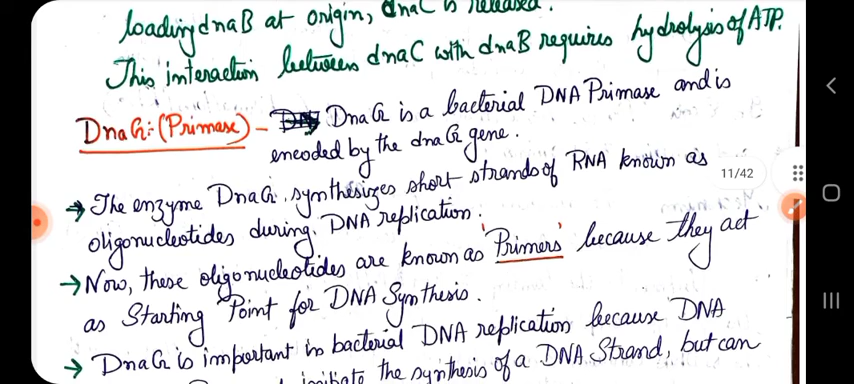 loading dnaB at origin, dnaC is released.
This interaction between dnaC with dnaB requires hydrolysis of ATP.
DnaG:- (Primase) - DnaG is a bacterial DNA Primase and is
encoded by the dnaG gene.
→ The enzyme DnaG synthesizes short strands of RNA known as
oligonucleotides during DNA replication.
11/42
→ Now, these oligonucleotides are known as 'Primers' because they act
as Starting Point for DNA Synthesis.
→ DnaG is important in bacterial DNA replication because DNA
initiate the synthesis of a DNA Strand, but can